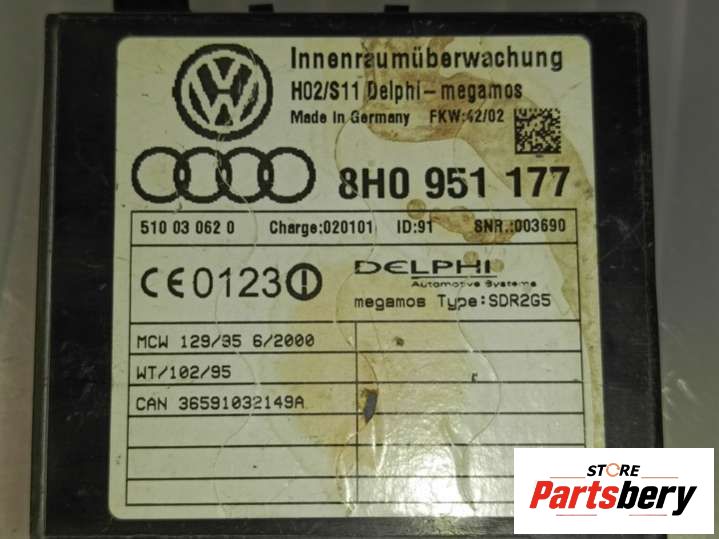 Innenraumüberwachung
H02/S11 Delphi-megamos
Made in Germany FKW:42/02
8H0 951 177
510 03 062 0 Charge:020101 ID:91 SNR.:003690
CE0123
DELPHI
Automotive Systems
megamos Type:SDR2G5
MCW 129/95 6/2000
WT/102/95
CAN 36591032149A
STORE
Partsbery